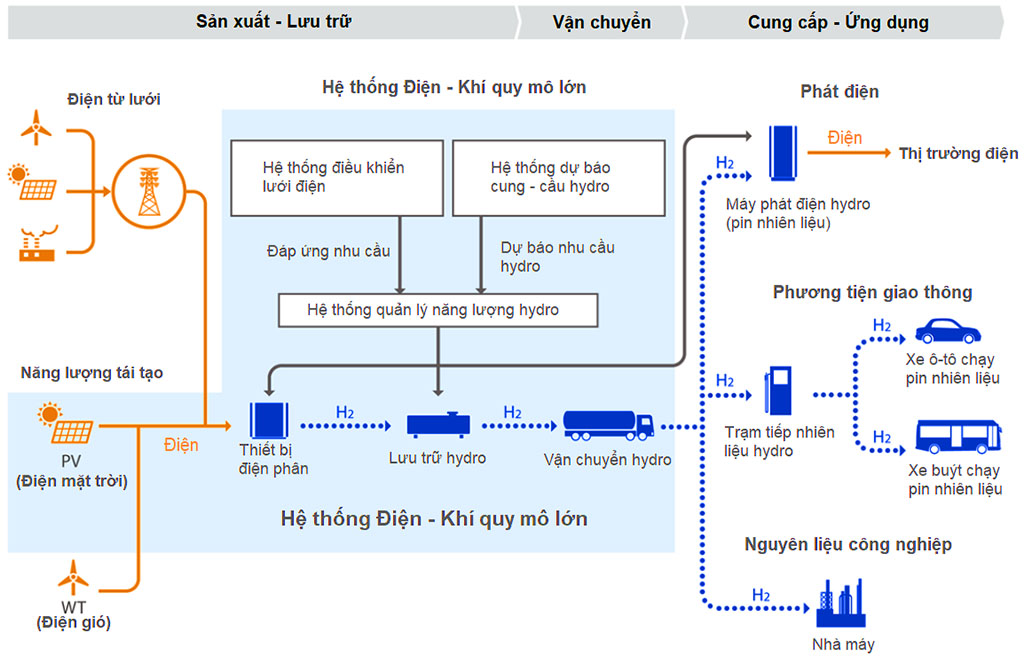 Sản xuất - Lưu trữ
Vận chuyển
Cung cấp - Ứng dụng
Hệ thống Điện - Khí quy mô lớn
Điện từ lưới
Hệ thống điều khiển
lưới điện
Hệ thống dự báo
cung - cầu hydro
Đáp ứng nhu cầu
Dự báo nhu cầu
hydro
Hệ thống quản lý năng lượng hydro
Năng lượng tái tạo
PV
(Điện mặt trời)
Điện
Thiết bị
điện phân
H2
Lưu trữ hydro
H2
Vận chuyển hydro
Hệ thống Điện - Khí quy mô lớn
WT
(Điện gió)
Phát điện
H2
Điện
Thị trường điện
Máy phát điện hydro
(pin nhiên liệu)
Phương tiện giao thông
H2
Trạm tiếp nhiên
liệu hydro
H2
Xe ô-tô chạy
pin nhiên liệu
H2
Xe buýt chạy
pin nhiên liệu
Nguyên liệu công nghiệp
H2
Nhà máy